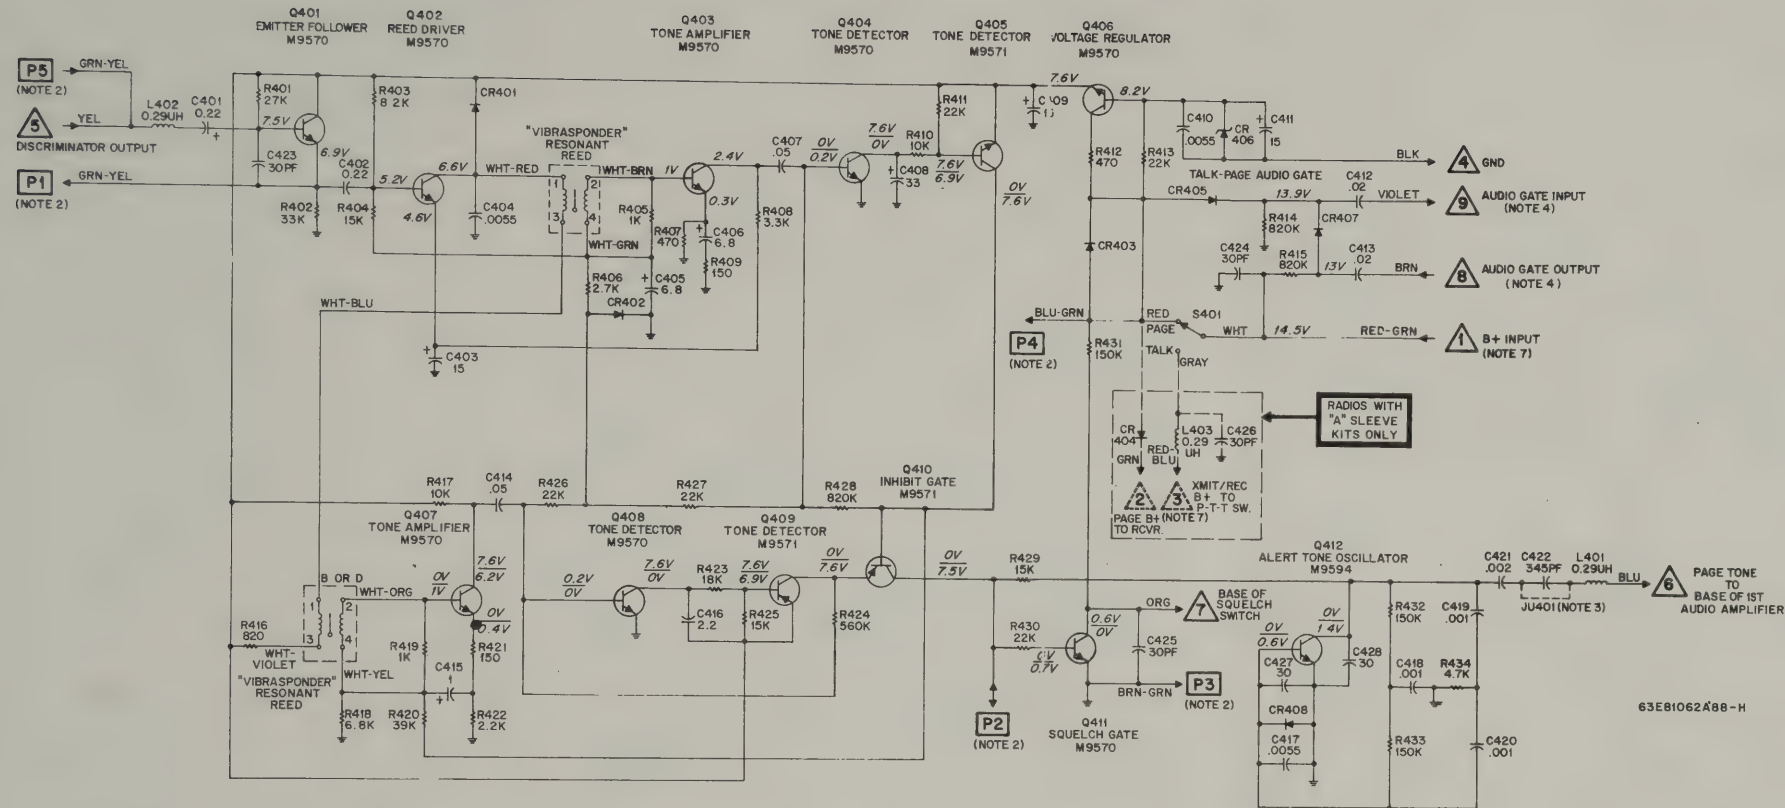 Q401
EMITTER FOLLOWER
M9570
Q402
REED DRIVER
M9570
Q403
TONE AMPLIFIER
M9570
Q404
TONE DETECTOR
M9570
Q405
TONE DETECTOR
M9571
Q406
VOLTAGE REGULATOR
M9570
P5
GRN-YEL
(NOTE 2)
L402
0.29UH
C401
0.22
+
R401
27K
7.5V
R403
8.2K
CR401
5
YEL
DISCRIMINATOR OUTPUT
C423
30PF
6.9V
C402
0.22
P1
GRN-YEL
(NOTE 2)
R402
33K
R404
15K
5.2V
6.6V
4.6V
WHT-RED
C404
.0055
"VIBRASPONDER"
RESONANT
REED
1
2
3
4
WHT-BRN
1V
2.4V
0.3V
R405
1K
R407
470
+
C406
6.8
R409
150
R408
3.3K
WHT-GRN
R406
2.7K
+
C405
6.8
CR402
WHT-BLU
+
C403
15
C407
.05
0V
0.2V
7.6V
0V
R410
10K
+
C408
33
R411
22K
7.6V
6.9V
0V
7.6V
7.6V
+
8.2V
R412
470
R413
22K
C410
.0055
CR
406
+
C411
15
BLK
4
GND
TALK-PAGE AUDIO GATE
CR405
13.9V
C412
.02
VIOLET
9
AUDIO GATE INPUT
(NOTE 4)
R414
820K
CR407
CR403
C424
30PF
R415
820K
13V
C413
.02
BRN
8
AUDIO GATE OUTPUT
(NOTE 4)
BLU-GRN
P4
(NOTE 2)
RED
PAGE
S401
WHT
14.5V
RED-GRN
1
B+ INPUT
(NOTE 7)
R431
150K
TALK
GRAY
CR
404
GRN
RED-
BLU
L403
0.29
UH
C426
30PF
RADIOS WITH
"A" SLEEVE
KITS ONLY
2
PAGE B+
TO RCVR.
3
(NOTE 7)
XMIT/REC
B+ TO
P-T-T SW.
R417
10K
C414
.05
R426
22K
R427
22K
R428
820K
Q410
INHIBIT GATE
M9571
Q407
TONE AMPLIFIER
M9570
Q408
TONE DETECTOR
M9570
Q409
TONE DETECTOR
M9571
7.6V
6.2V
0V
1V
0V
0.4V
B OR D
WHT-ORG
1
2
3
4
R416
820
WHT-
VIOLET
"VIBRASPONDER"
RESONANT
REED
WHT-YEL
R419
1K
C415
1
+
R421
150
R418
6.8K
R420
39K
R422
2.2K
0.2V
0V
7.6V
0V
R423
18K
7.6V
6.9V
C416
2.2
R425
15K
0V
7.6V
R424
560K
0V
7.5V
R429
15K
R430
22K
0.7V
0.6V
0V
ORG
7
BASE OF
SQUELCH
SWITCH
C425
30PF
BRN-GRN
P3
(NOTE 2)
P2
(NOTE 2)
Q411
SQUELCH GATE
M9570
Q412
ALERT TONE OSCILLATOR
M9594
0V
0.6V
0V
1.4V
C427
30
C428
30
CR408
C417
.0055
R432
150K
C418
.001
R433
150K
C419
.001
R434
4.7K
C420
.001
C421
.002
C422
345PF
JU401 (NOTE 3)
L401
0.29UH
BLU
6
PAGE TONE
TO
BASE OF 1ST
AUDIO AMPLIFIER
63E81062A88-H